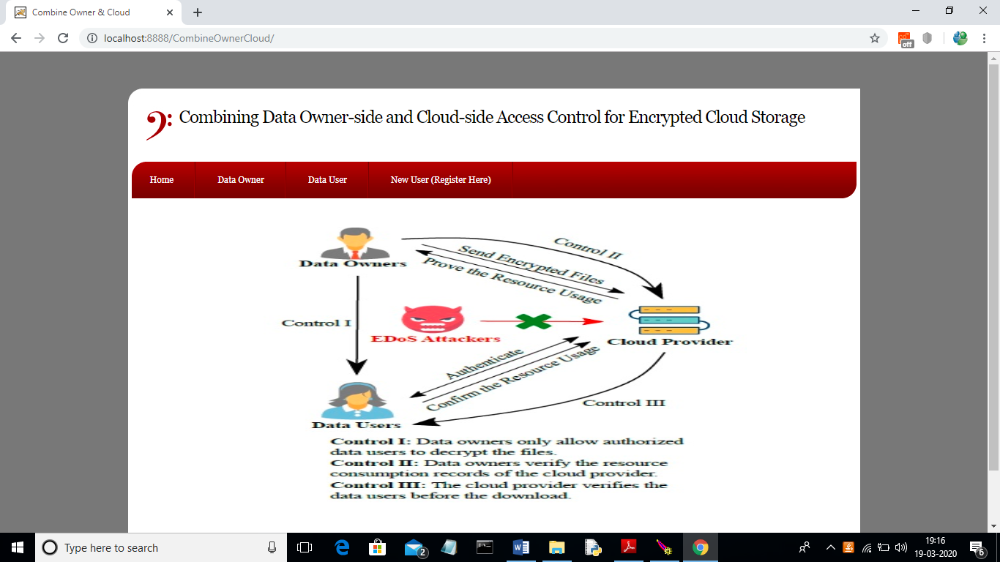 Combine Owner & Cloud
localhost:8888/CombineOwnerCloud/
off
Combining Data Owner-side and Cloud-side Access Control for Encrypted Cloud Storage
Home
Data Owner
Data User
New User (Register Here)
Control II
Send Encrypted Files
Prove the Resource Usage
Data Owners
Control I
EDoS Attackers
Cloud Provider
Authenticate
Confirm the Resource Usage
Control III
Data Users
Control I: Data owners only allow authorized
data users to decrypt the files.
Control II: Data owners verify the resource
consumption records of the cloud provider.
Control III: The cloud provider verifies the
data users before the download.
Type here to search
2
19:16
19-03-2020
6